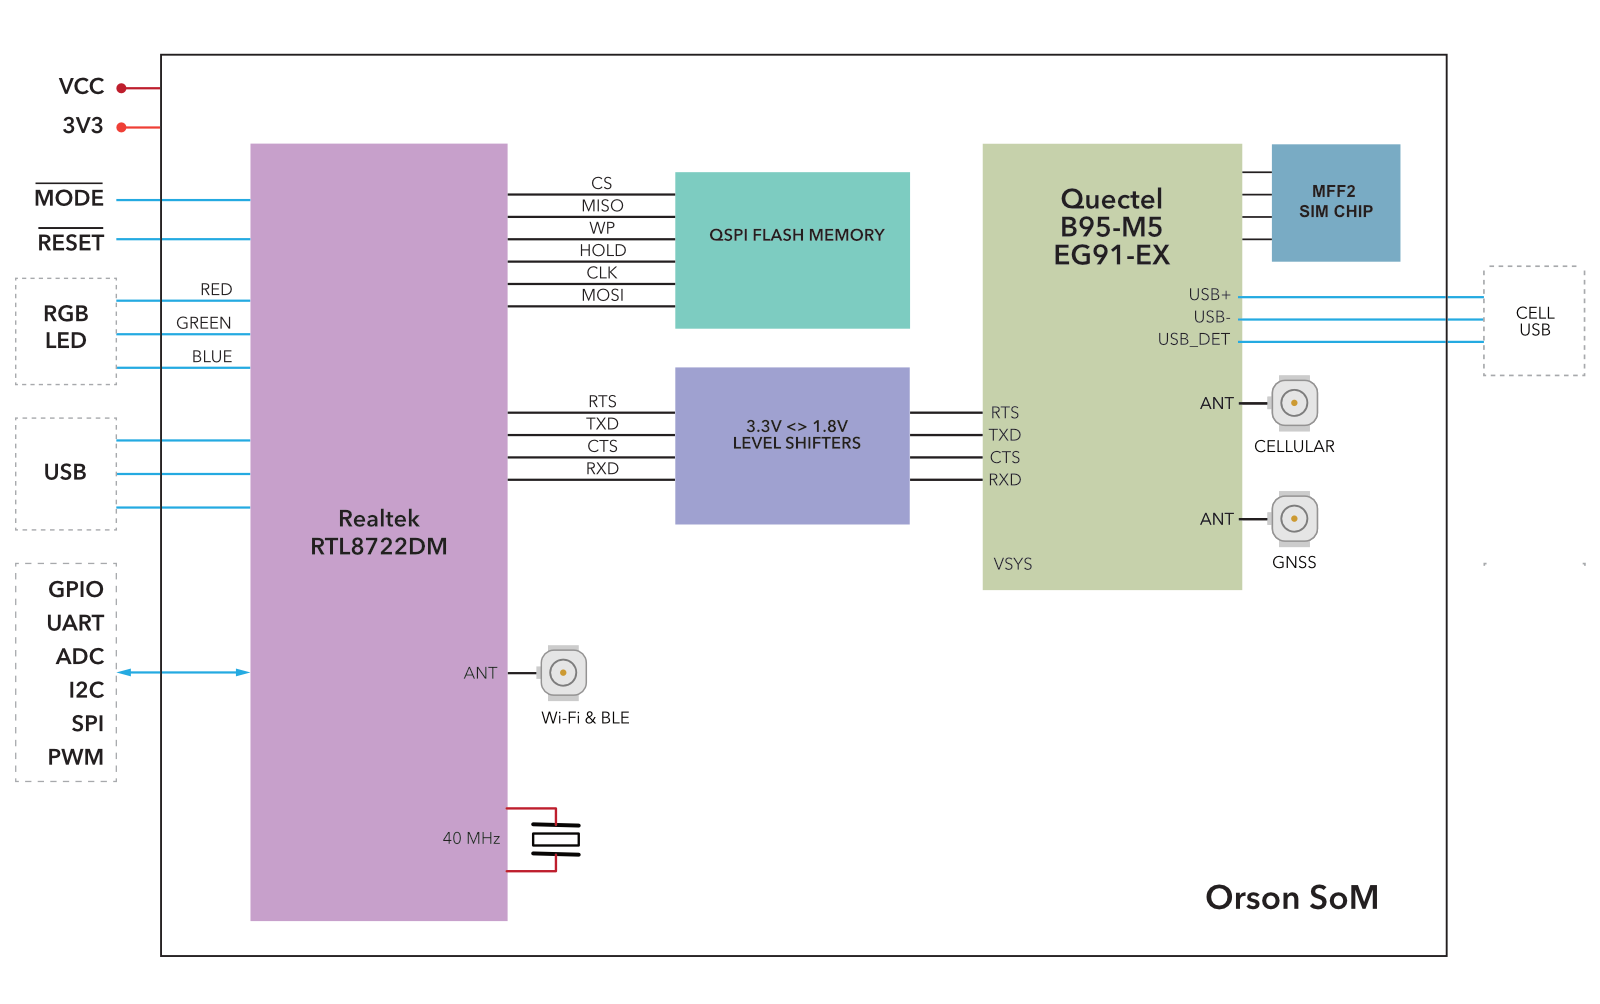 VCC
3V3
MODE
RESET
RGB
LED
RED
GREEN
BLUE
USB
GPIO
UART
ADC
I2C
SPI
PWM
Realtek
RTL8722DM
ANT
Wi-Fi & BLE
40 MHz
CS
MISO
WP
HOLD
CLK
MOSI
QSPI FLASH MEMORY
RTS
TXD
CTS
RXD
3.3V <> 1.8V
LEVEL SHIFTERS
Quectel
B95-M5
EG91-EX
RTS
TXD
CTS
RXD
VSYS
USB+
USB-
USB_DET
ANT
CELLULAR
ANT
GNSS
MFF2
SIM CHIP
CELL
USB
Orson SoM